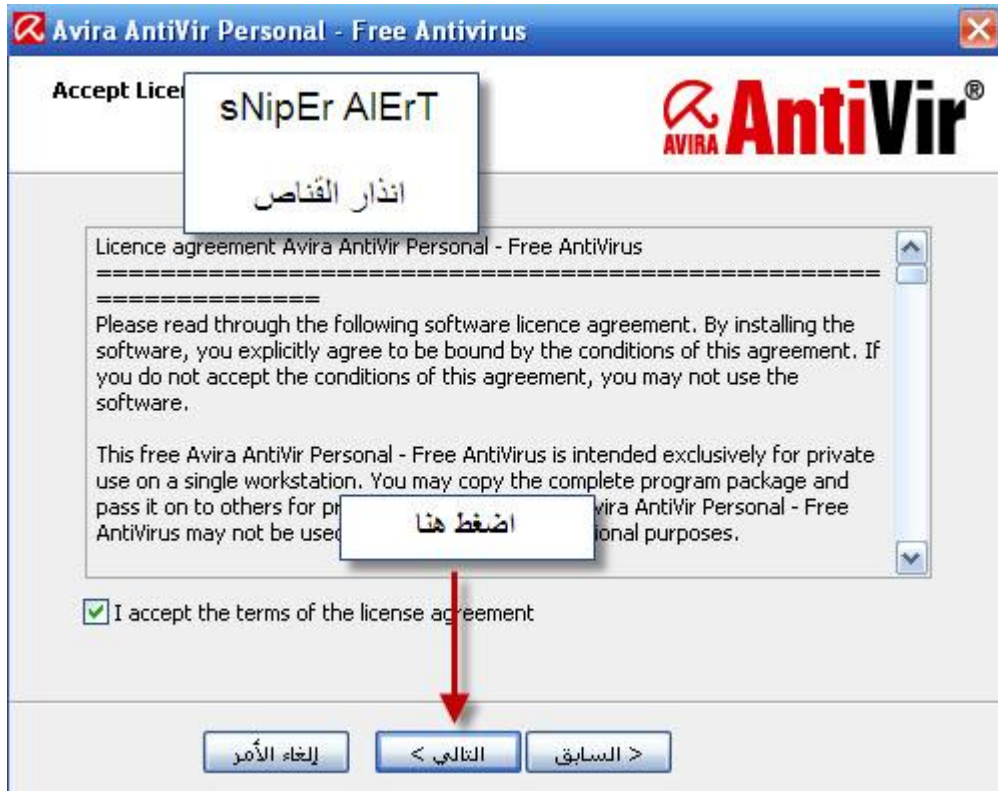 Avira AntiVir Personal - Free Antivirus
Accept Licen
sNipEr AlErT
انذار القناص
AVIRA AntiVir®
Licence agreement Avira AntiVir Personal - Free AntiVirus
=================================================
==============
Please read through the following software licence agreement. By installing the
software, you explicitly agree to be bound by the conditions of this agreement. If
you do not accept the conditions of this agreement, you may not use the
software.
This free Avira AntiVir Personal - Free AntiVirus is intended exclusively for private
use on a single workstation. You may copy the complete program package and
pass it on to others for pr vira AntiVir Personal - Free
AntiVirus may not be used ional purposes.
اضغط هنا
I accept the terms of the license agreement
< السابق
التالي >
إلغاء الأمر